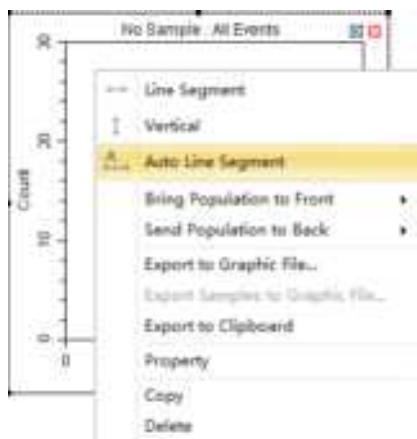 No Sample : All Events
30
20
10
0
Count
0
Line Segment
Vertical
Auto Line Segment
Bring Population to Front
Send Population to Back
Export to Graphic File...
Export Samples to Graphic File...
Export to Clipboard
Property
Copy
Delete